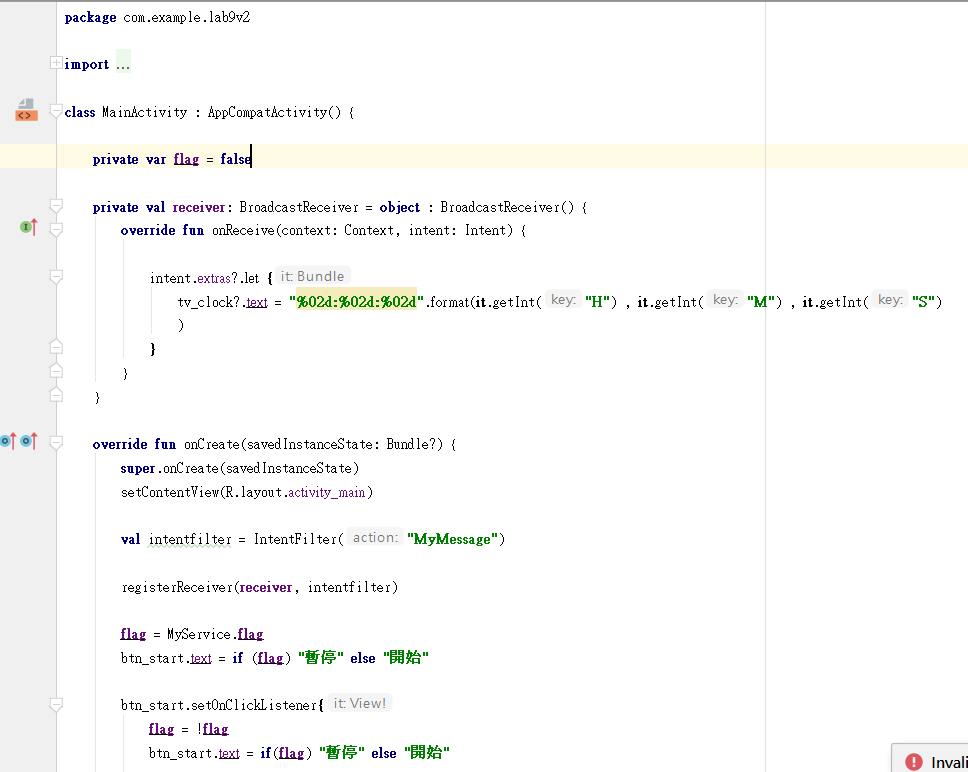 package com.example.lab9v2
import ...
class MainActivity : AppCompatActivity() {
private var flag = false
private val receiver: BroadcastReceiver = object : BroadcastReceiver() {
override fun onReceive(context: Context, intent: Intent) {
intent.extras?.let { it: Bundle
tv_clock?.text = "%02d:%02d:%02d".format(it.getInt( key: "H") , it.getInt( key: "M") , it.getInt( key: "S")
)
}
}
}
override fun onCreate(savedInstanceState: Bundle?) {
super.onCreate(savedInstanceState)
setContentView(R.layout.activity_main)
val intentfilter = IntentFilter( action: "MyMessage")
registerReceiver(receiver, intentfilter)
flag = MyService.flag
btn_start.text = if (flag) "暫停" else "開始"
btn_start.setOnClickListener{ it: View!
flag = !flag
btn_start.text = if(flag) "暫停" else "開始"
Invali